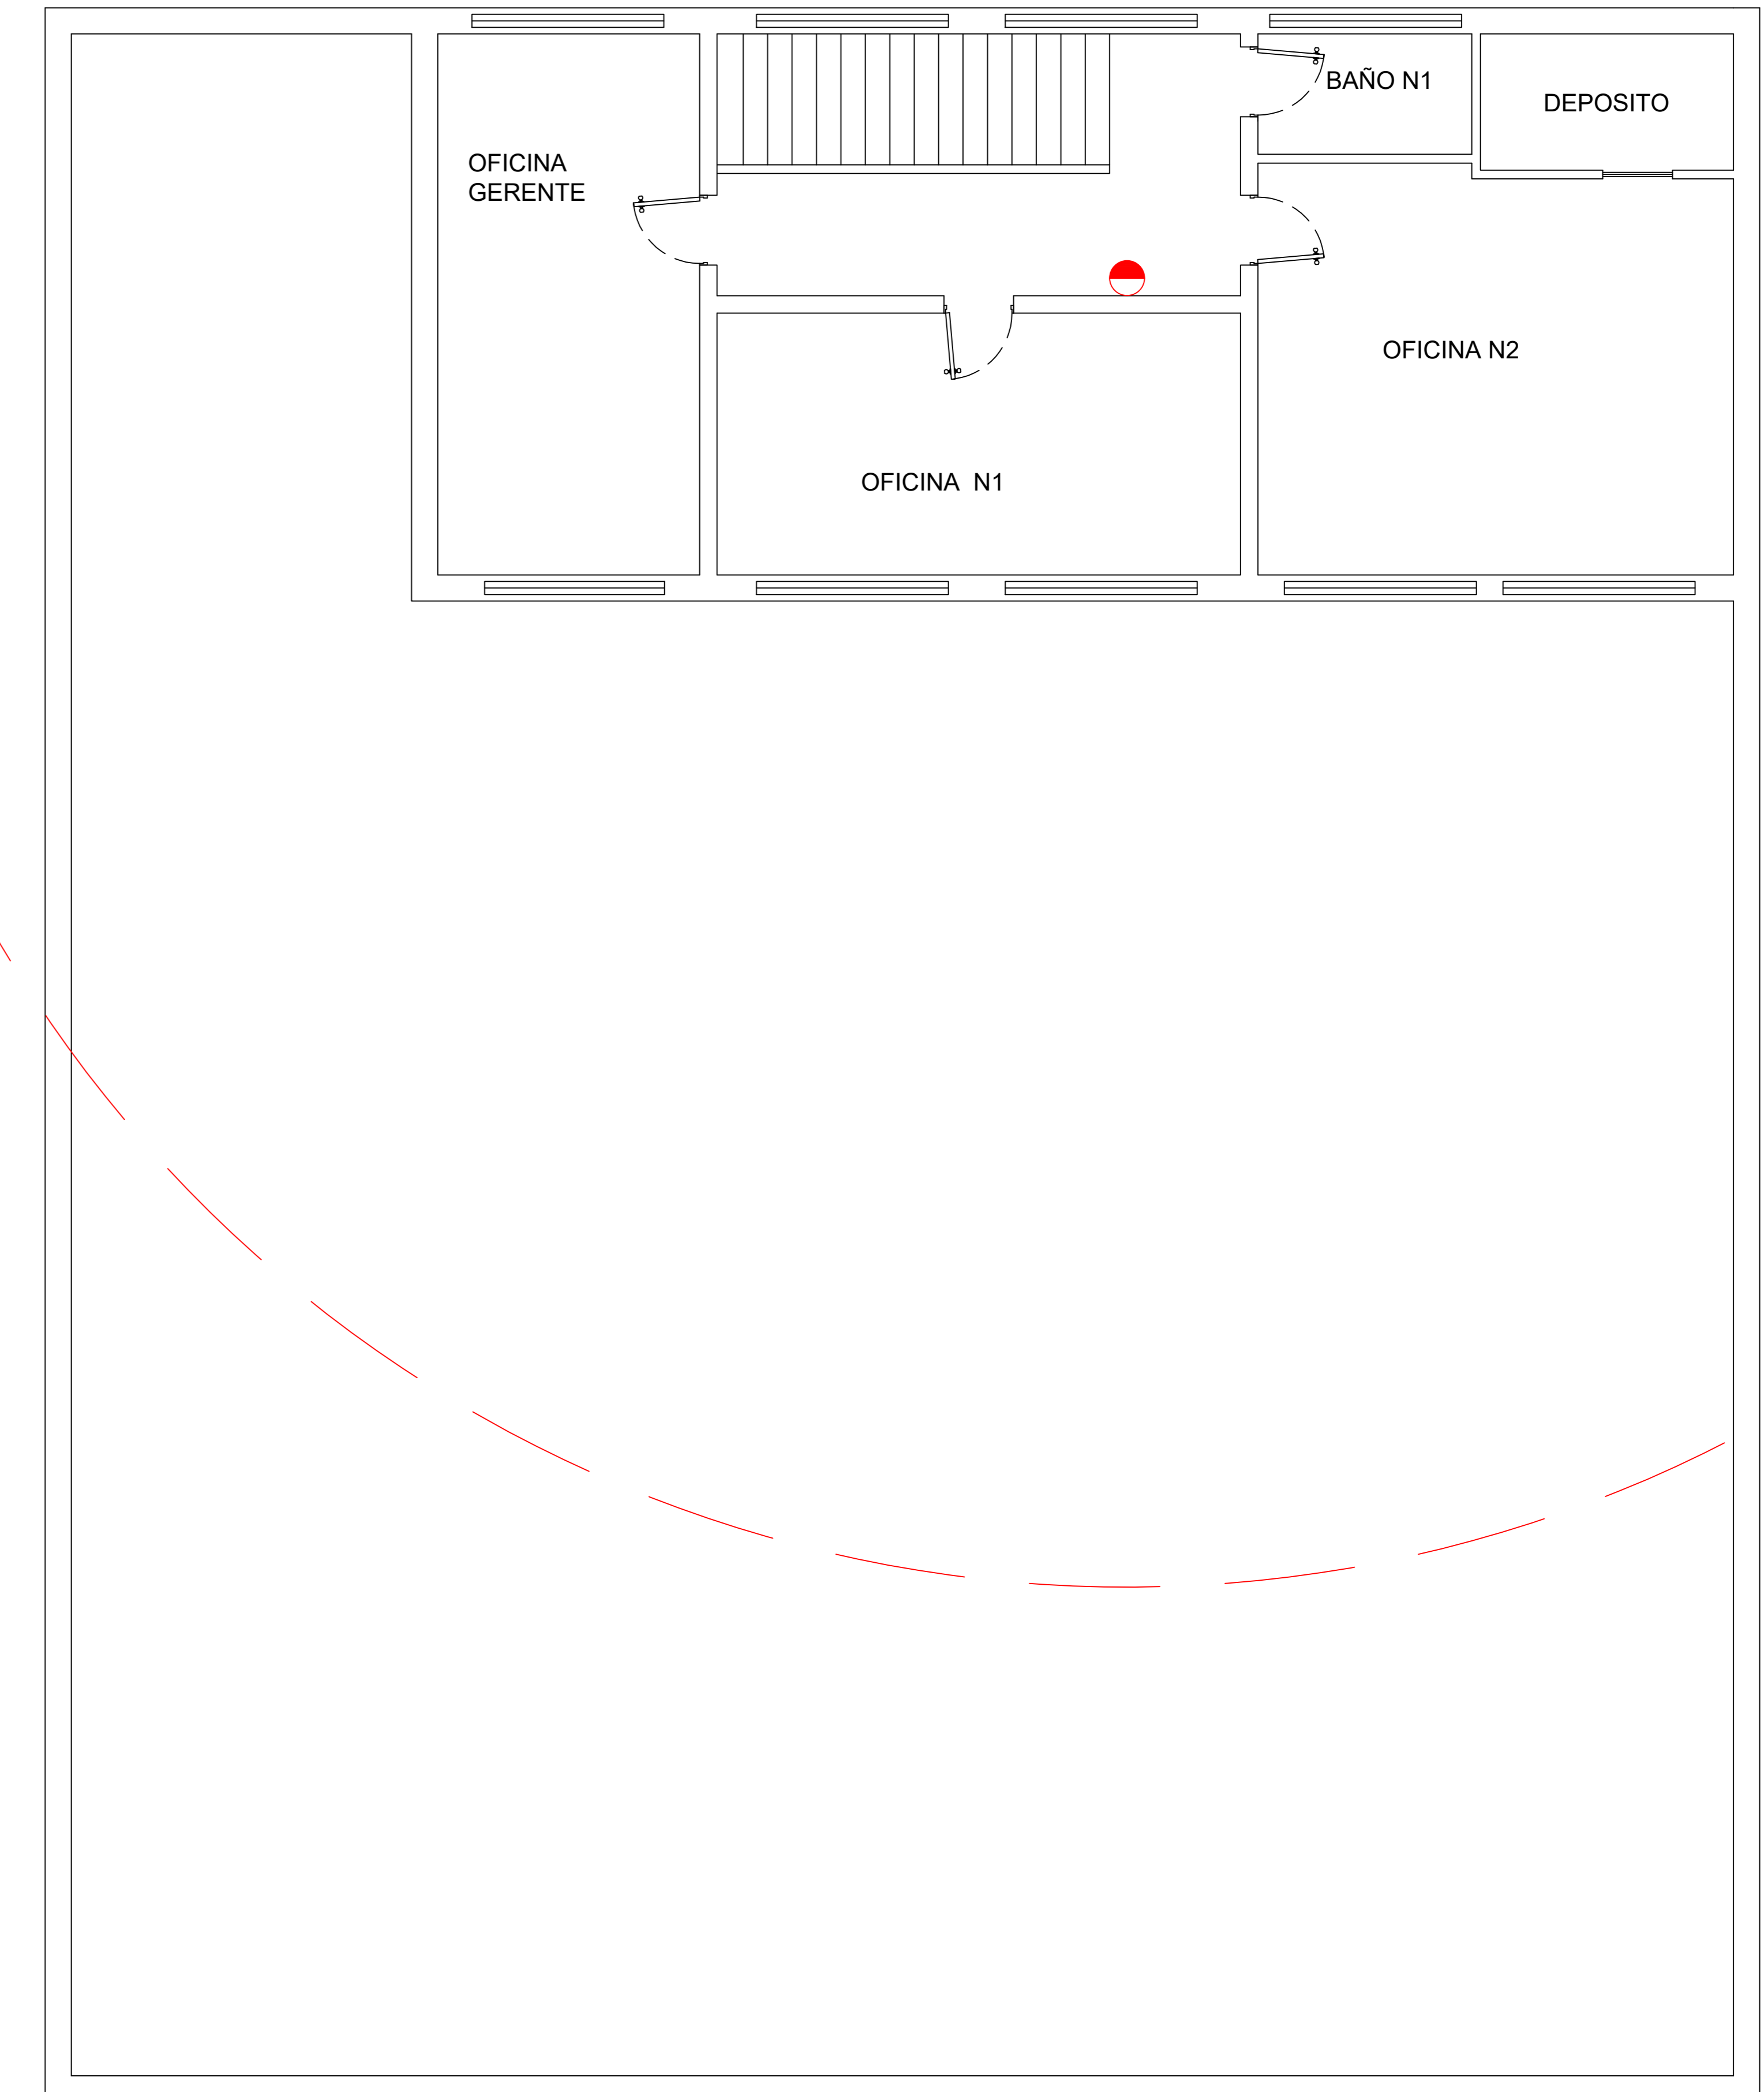 BAÑO N1
DEPOSITO
OFICINA
GERENTE
OFICINA N2
OFICINA  N1